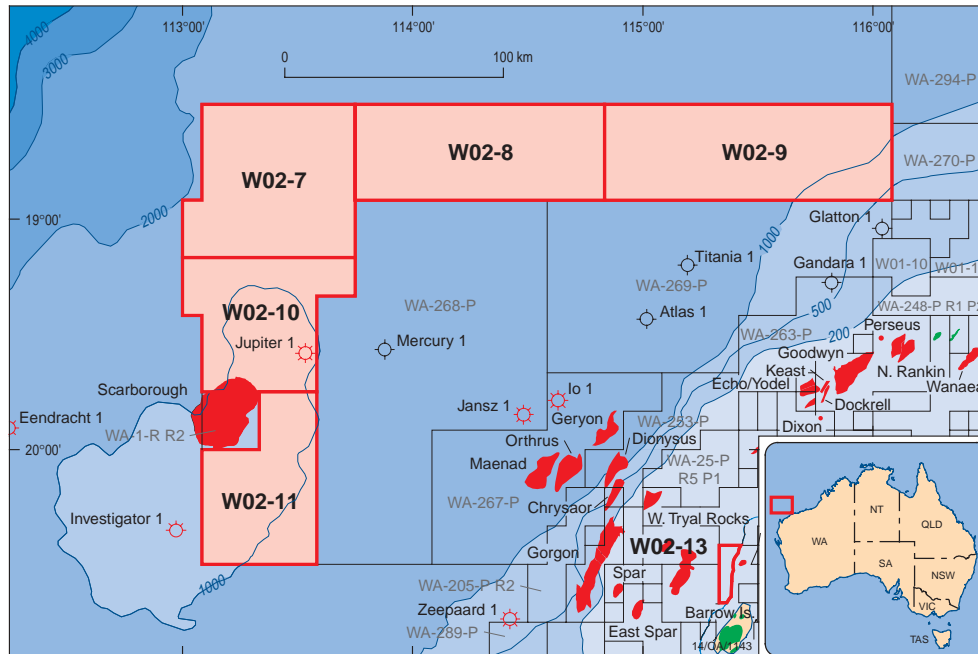 113°00'
114°00'
115°00'
116°00'
4000
3000
0
100 km
WA-294-P
W02-7
W02-8
W02-9
WA-270-P
2000
19°00'
1000
Glatton 1
Titania 1
Gandara 1
W01-10
W01-1
WA-269-P
500
WA-268-P
WA-248-P R1 P2
W02-10
Atlas 1
200
WA-263-P
Perseus
Jupiter 1
Mercury 1
Goodwyn
Keast
N. Rankin
Scarborough
Echo/Yodel
Wanaea
Io 1
Dockrell
Eendracht 1
Jansz 1
Geryon
WA-253-P
Dixon
WA-1-R R2
20°00'
Orthrus
Dionysus
Maenad
WA-25-P
R5 P1
W02-11
WA-267-P
Chrysaor
Investigator 1
W. Tryal Rocks
Gorgon
W02-13
1000
WA-205-P R2
Spar
Zeepaard 1
Barrow Is.
WA-289-P
East Spar
14/OA/1143
NT
QLD
WA
SA
NSW
VIC
TAS